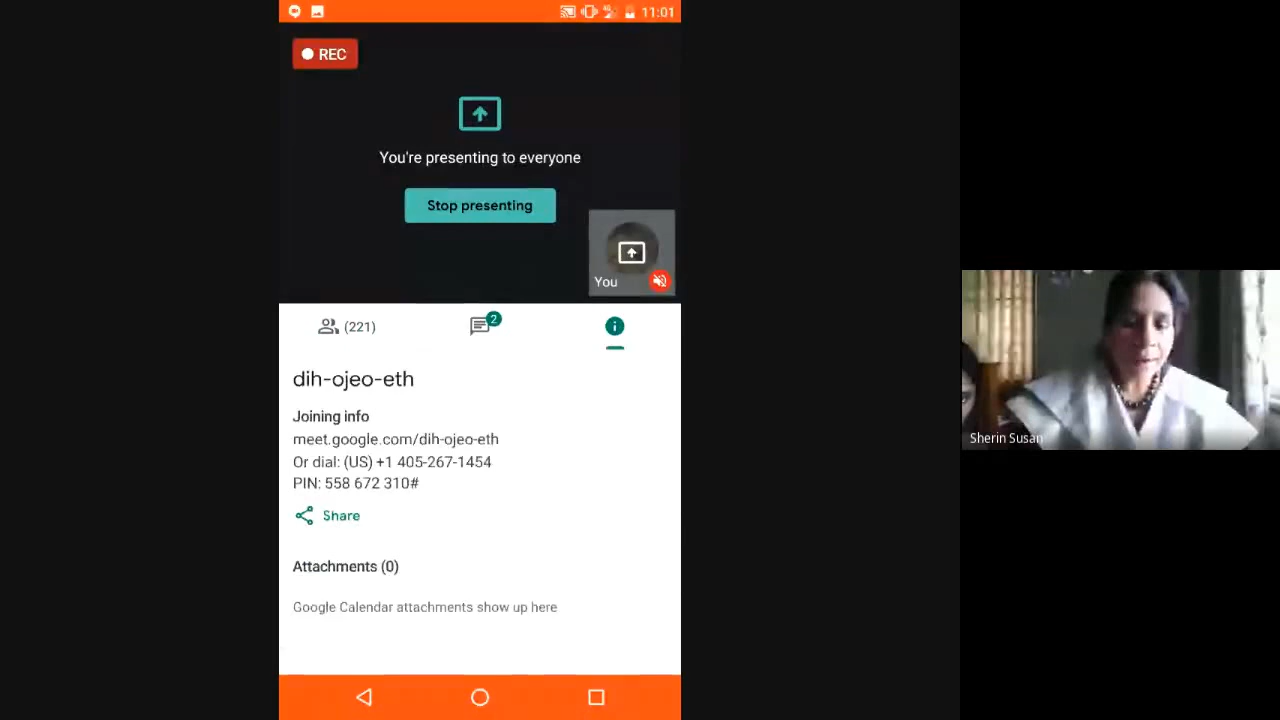 11:01
REC
You're presenting to everyone
Stop presenting
You
(221)
2
dih-ojeo-eth
Joining info
meet.google.com/dih-ojeo-eth
Or dial: (US) +1 405-267-1454
PIN: 558 672 310#
Share
Attachments (0)
Google Calendar attachments show up here
Sherin Susan